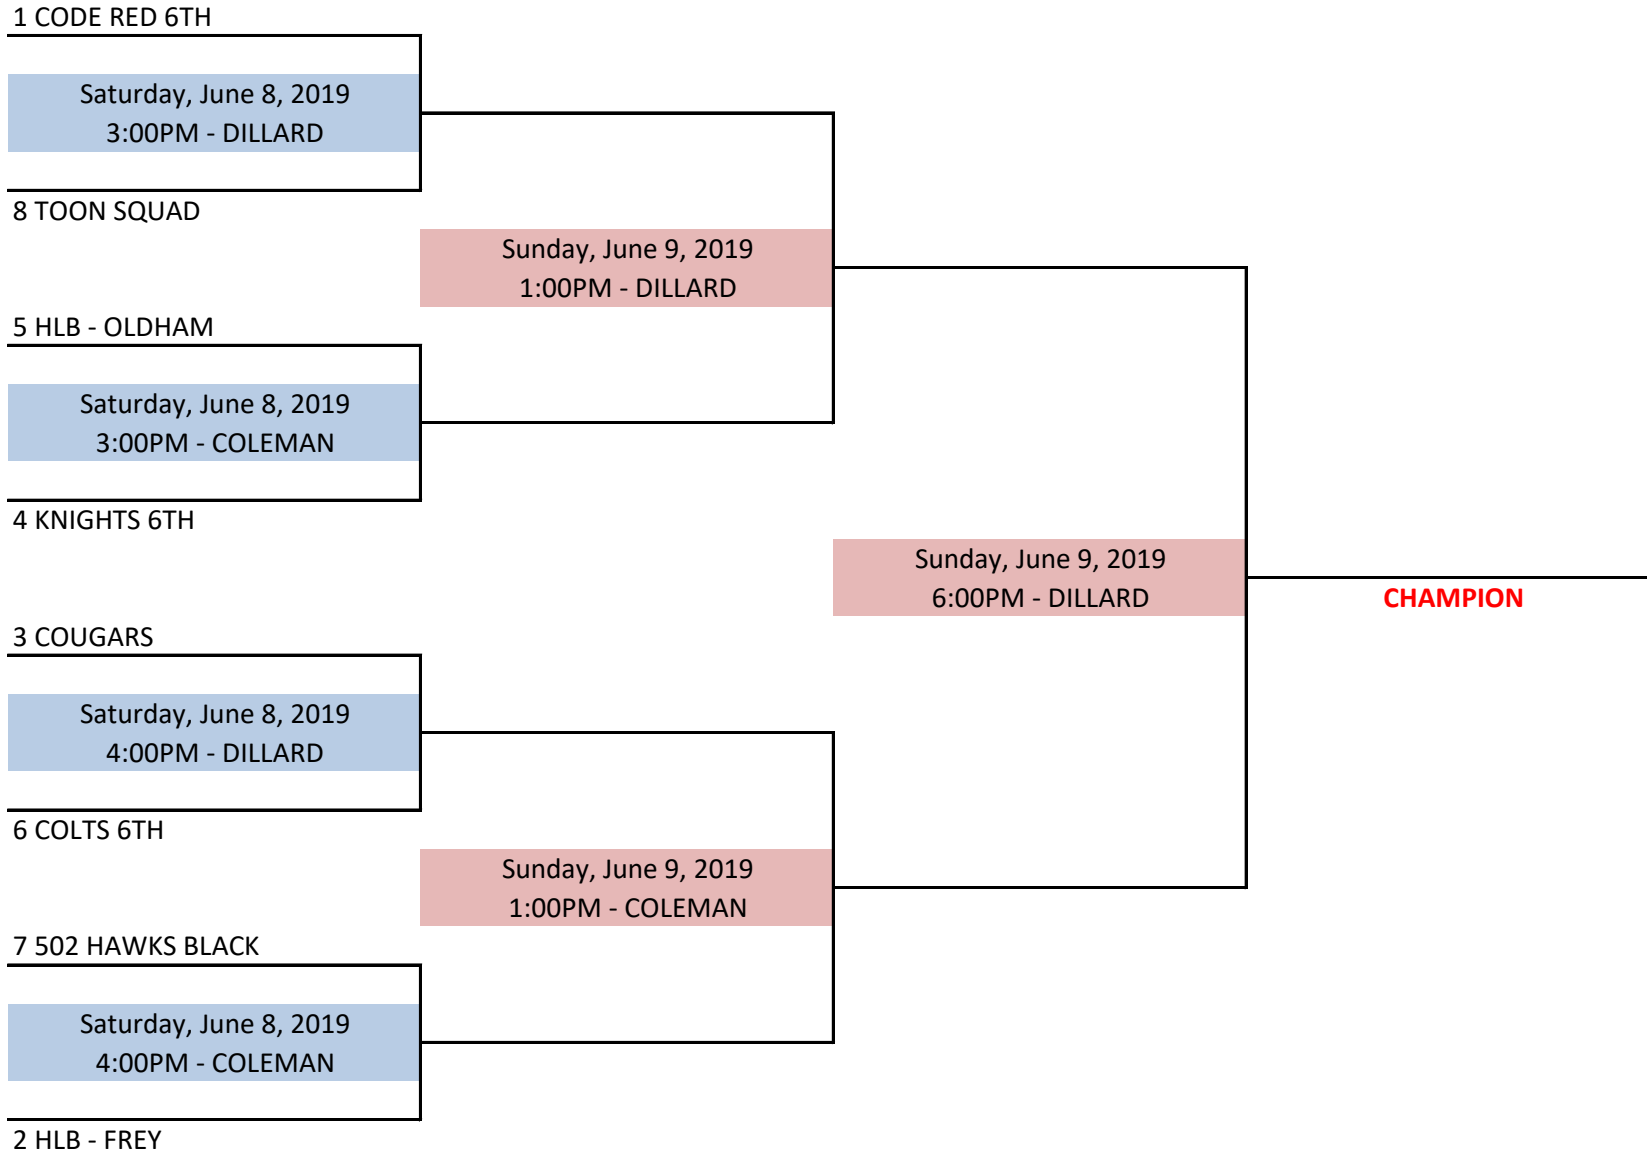 1 CODE RED 6TH
Saturday, June 8, 2019
3:00PM - DILLARD
8 TOON SQUAD
Sunday, June 9, 2019
1:00PM - DILLARD
5 HLB - OLDHAM
Saturday, June 8, 2019
3:00PM - COLEMAN
4 KNIGHTS 6TH
Sunday, June 9, 2019
6:00PM - DILLARD
CHAMPION
3 COUGARS
Saturday, June 8, 2019
4:00PM - DILLARD
6 COLTS 6TH
Sunday, June 9, 2019
1:00PM - COLEMAN
7 502 HAWKS BLACK
Saturday, June 8, 2019
4:00PM - COLEMAN
2 HLB - FREY